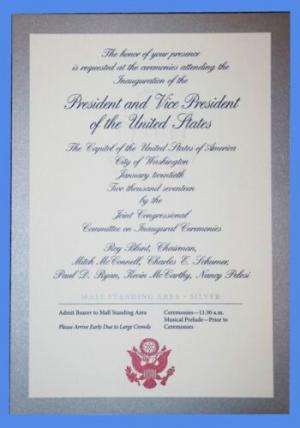 The honor of your presence
is requested at the ceremonies attending the
Inauguration of the
President and Vice President
of the United States
The Capitol of the United States of America
City of Washington
January twentieth
Two thousand seventeen
by the
Joint Congressional
Committee on Inaugural Ceremonies
Roy Blunt, Chairman,
Mitch McConnell, Charles E. Schumer,
Paul D. Ryan, Kevin McCarthy, Nancy Pelosi
MALL STANDING AREA • SILVER
Admit Bearer to Mall Standing Area
Please Arrive Early Due to Large Crowds
Ceremonies—11:30 a.m.
Musical Prelude—Prior to
Ceremonies